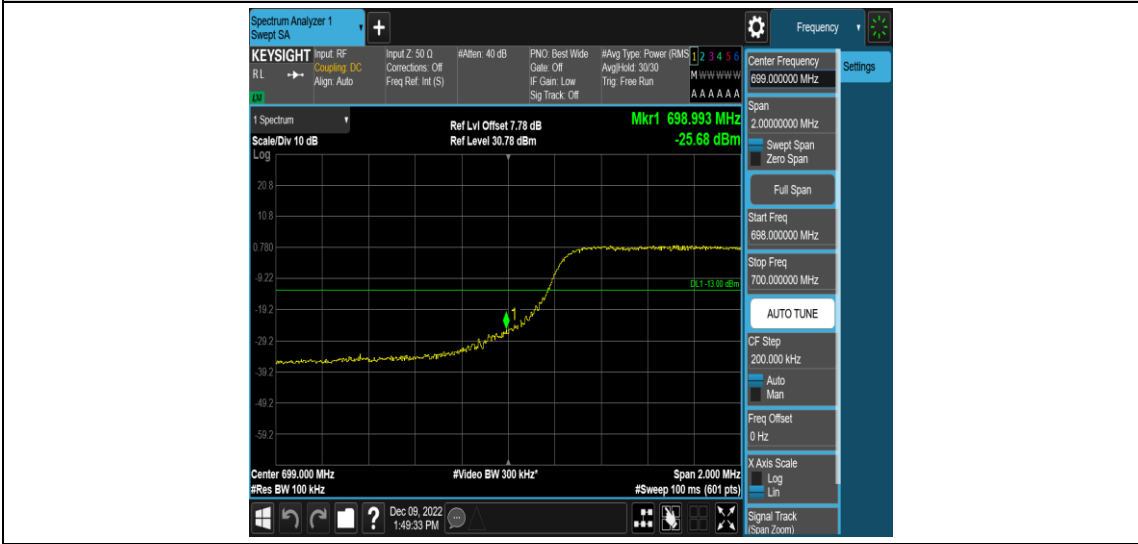 Spectrum Analyzer 1
Swept SA
+
Frequency
KEYSIGHT
RL
LXI
Input: RF
Coupling: DC
Align: Auto
Input Z: 50 Ω
Corrections: Off
Freq Ref: Int (S)
#Atten: 40 dB
PNO: Best Wide
Gate: Off
IF Gain: Low
Sig Track: Off
#Avg Type: Power (RMS
Avg|Hold: 30/30
Trig: Free Run
1 2 3 4 5 6
M W W W W W
A A A A A A
1 Spectrum
Scale/Div 10 dB
Log
Ref Lvl Offset 7.78 dB
Ref Level 30.78 dBm
Mkr1 698.993 MHz
-25.68 dBm
20.8
10.8
0.780
-9.22
DL1 -13.00 dBm
-19.2
1
-29.2
-39.2
-49.2
-59.2
Center 699.000 MHz
#Video BW 300 kHz*
Span 2.000 MHz
#Res BW 100 kHz
#Sweep 100 ms (601 pts)
?
Dec 09, 2022
1:49:33 PM
Center Frequency
699.000000 MHz
Settings
Span
2.00000000 MHz
Swept Span
Zero Span
Full Span
Start Freq
698.000000 MHz
Stop Freq
700.000000 MHz
AUTO TUNE
CF Step
200.000 kHz
Auto
Man
Freq Offset
0 Hz
X Axis Scale
Log
Lin
Signal Track
(Span Zoom)